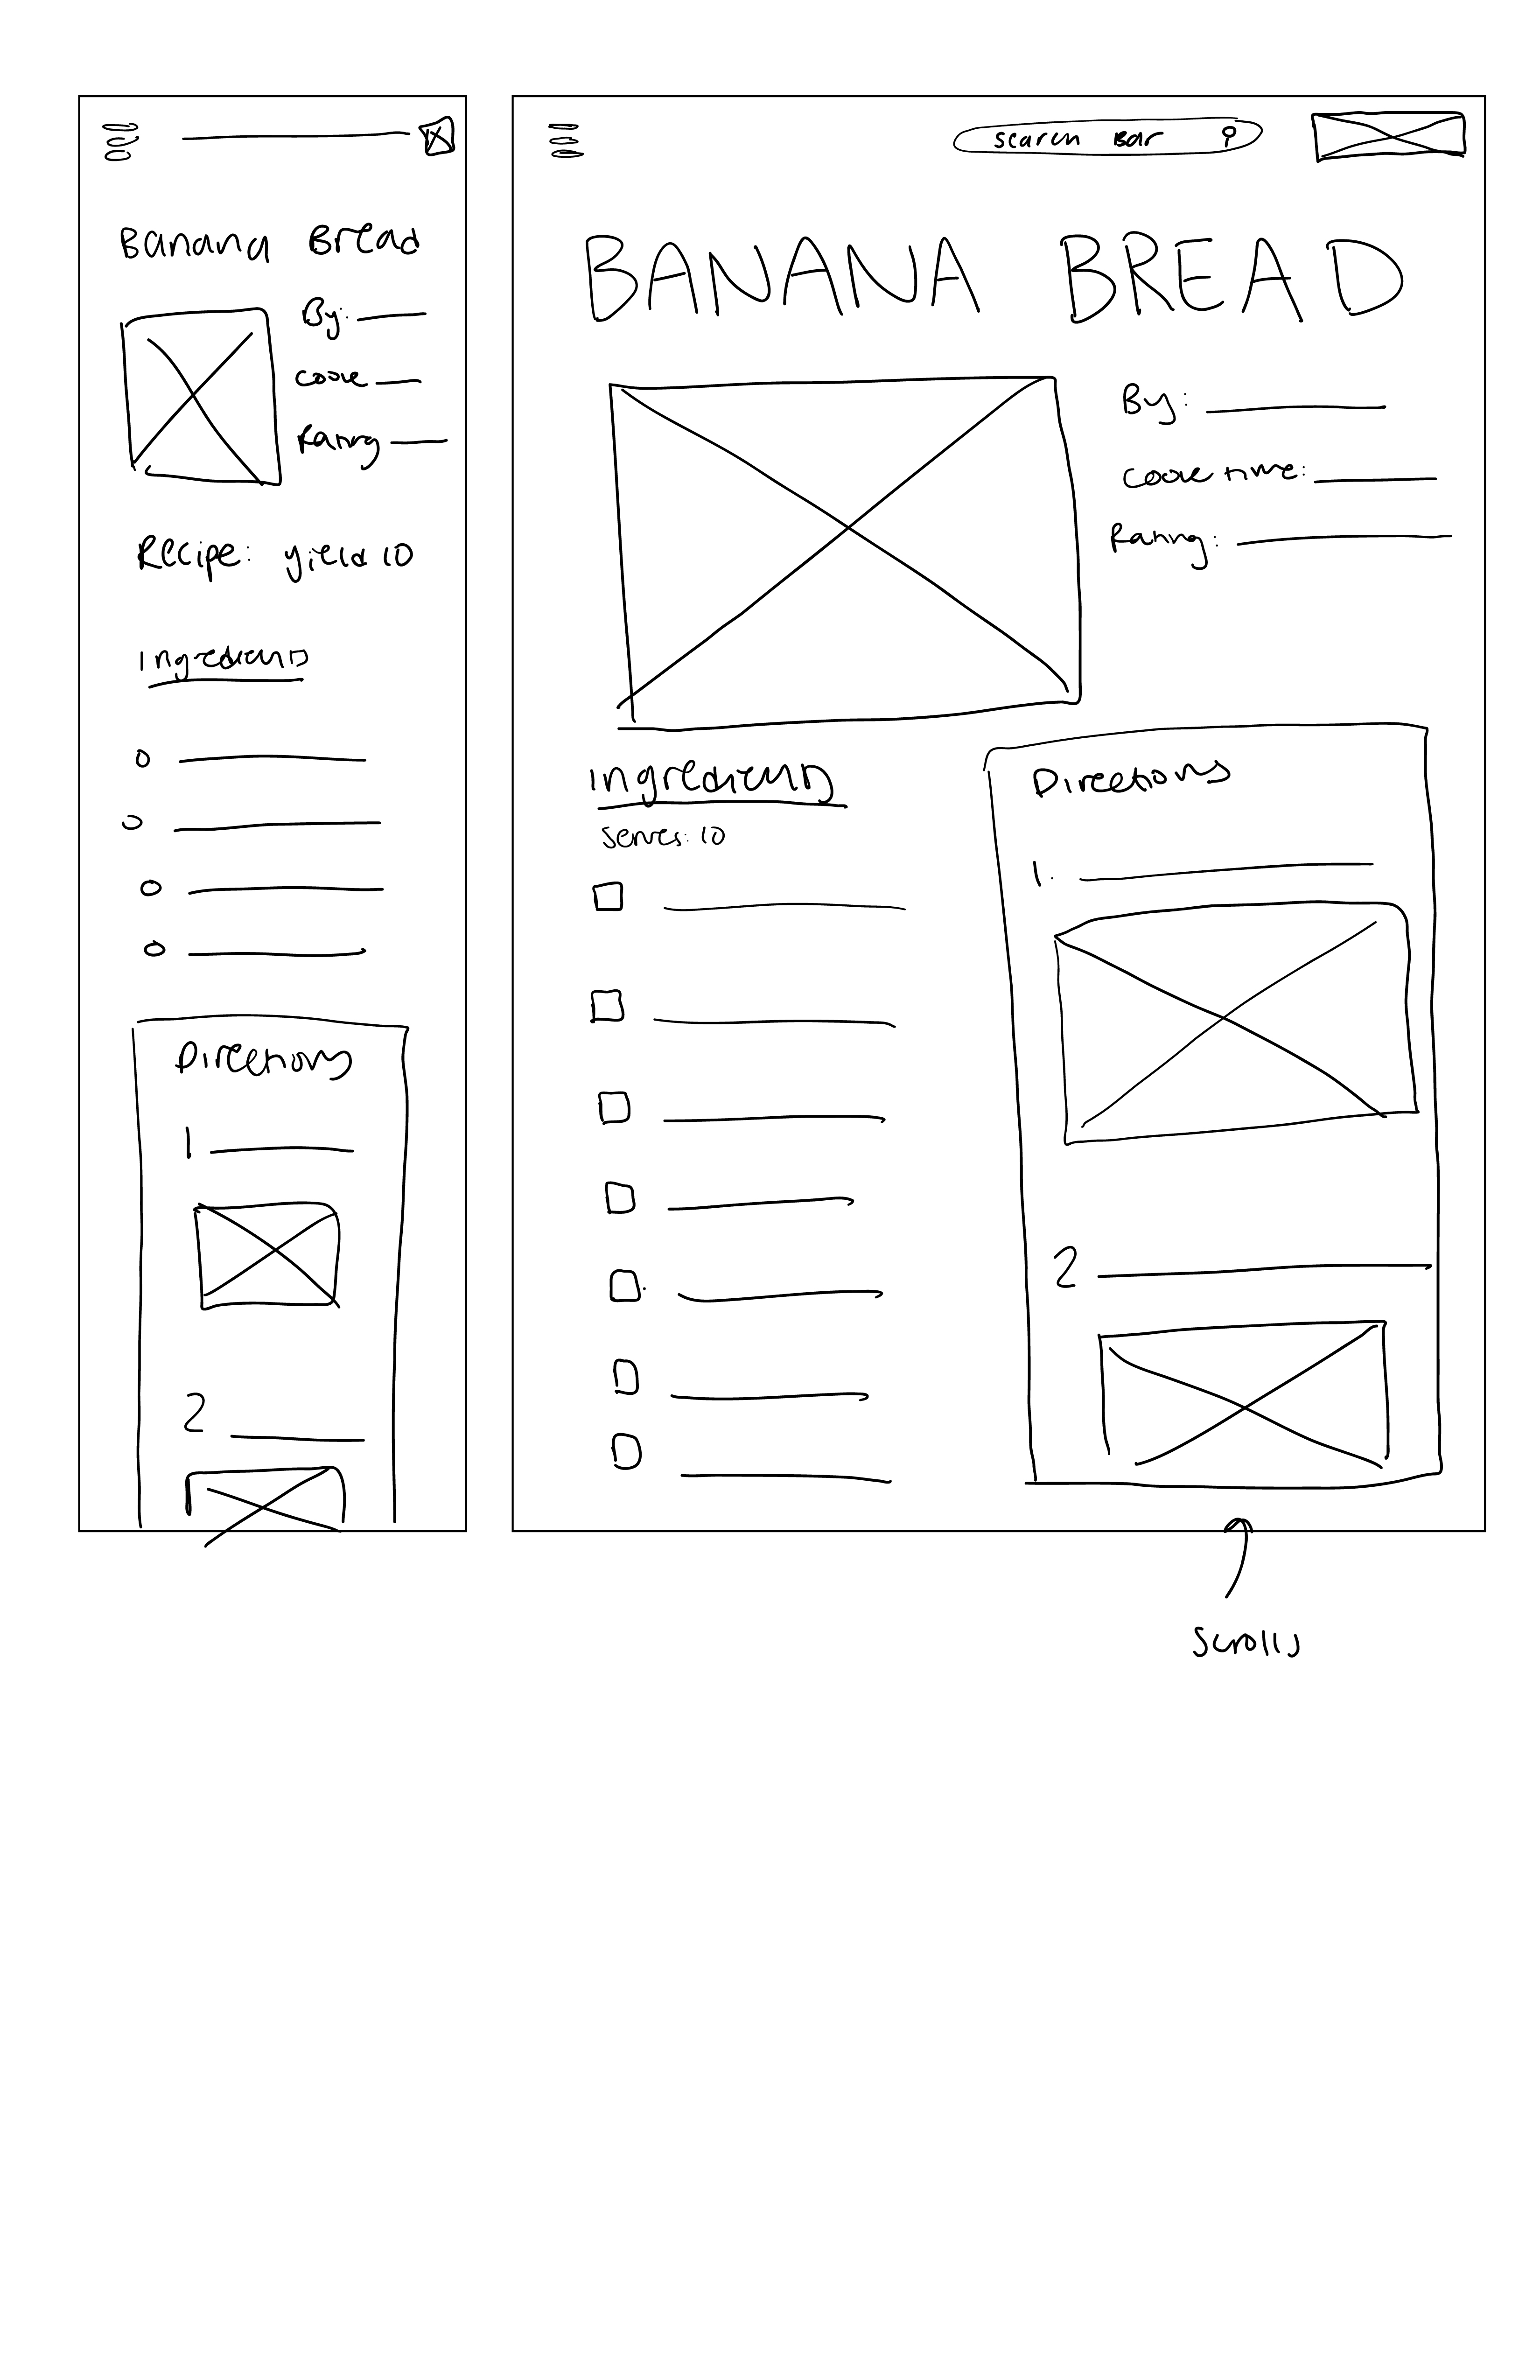 Banana Bread
By:
Cook
Rating
Recipe: yield 10
Ingredients
Directions
1
2
search Bar
BANANA BREAD
By:
Cook time:
Rating:
Ingredients
Serves: 10
Directions
1.
2
Scrolls